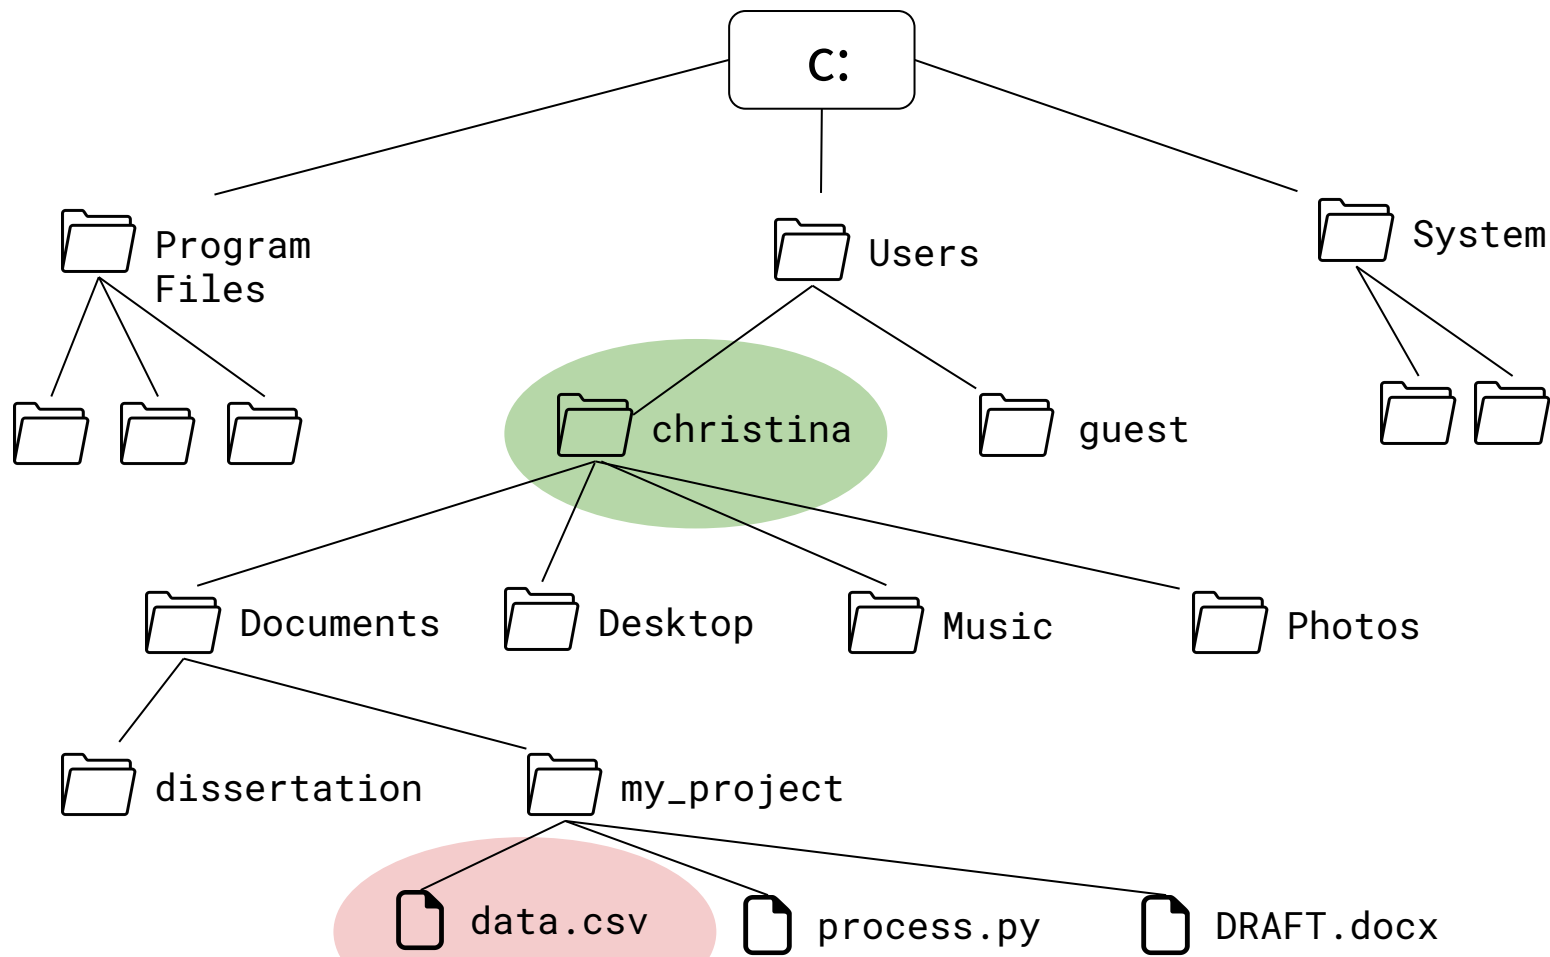 C:
Program
Files
Users
System
christina
guest
Documents
Desktop
Music
Photos
dissertation
my_project
data.csv
process.py
DRAFT.docx